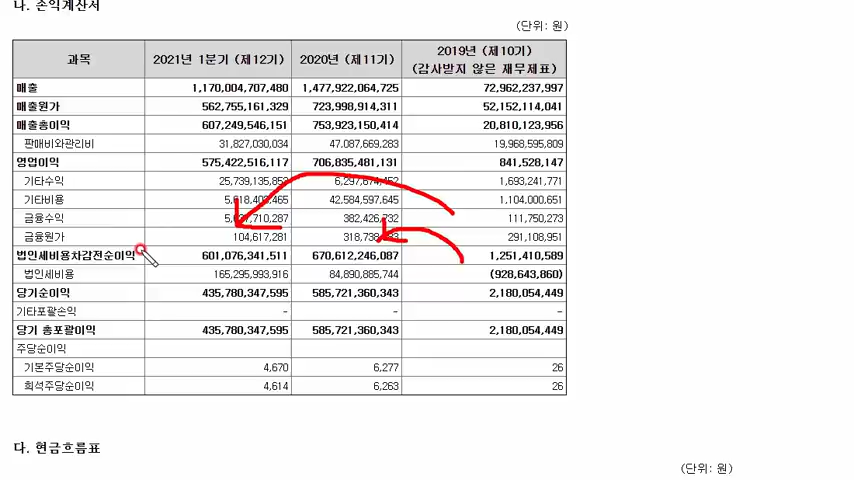 나. 손익계산서
(단위: 원)
과목 2021년 1분기 (제12기) 2020년 (제11기) 2019년 (제10기)
(감사받지 않은 재무제표)
매출 1,170,004,707,480 1,477,922,064,725 72,962,237,997
매출원가 562,755,161,329 723,998,914,311 52,152,114,041
매출총이익 607,249,546,151 753,923,150,414 20,810,123,956
판매비와관리비 31,827,030,034 47,087,669,283 19,968,595,809
영업이익 575,422,516,117 706,835,481,131 841,528,147
기타수익 1,693,241,771
기타비용 42,584,597,645 1,104,000,651
금융수익 111,750,273
금융원가 104,617,281 291,108,951
법인세비용차감전순이익 601,076,341,511 670,612,246,087 1,251,410,589
법인세비용 165,295,993,916 84,890,885,744 (928,643,860)
당기순이익 435,780,347,595 585,721,360,343 2,180,054,449
기타포괄손익 - - -
당기 총포괄이익 435,780,347,595 585,721,360,343 2,180,054,449
주당순이익
기본주당순이익 4,670 6,277 26
희석주당순이익 4,614 6,263 26
다. 현금흐름표
(단위: 원)